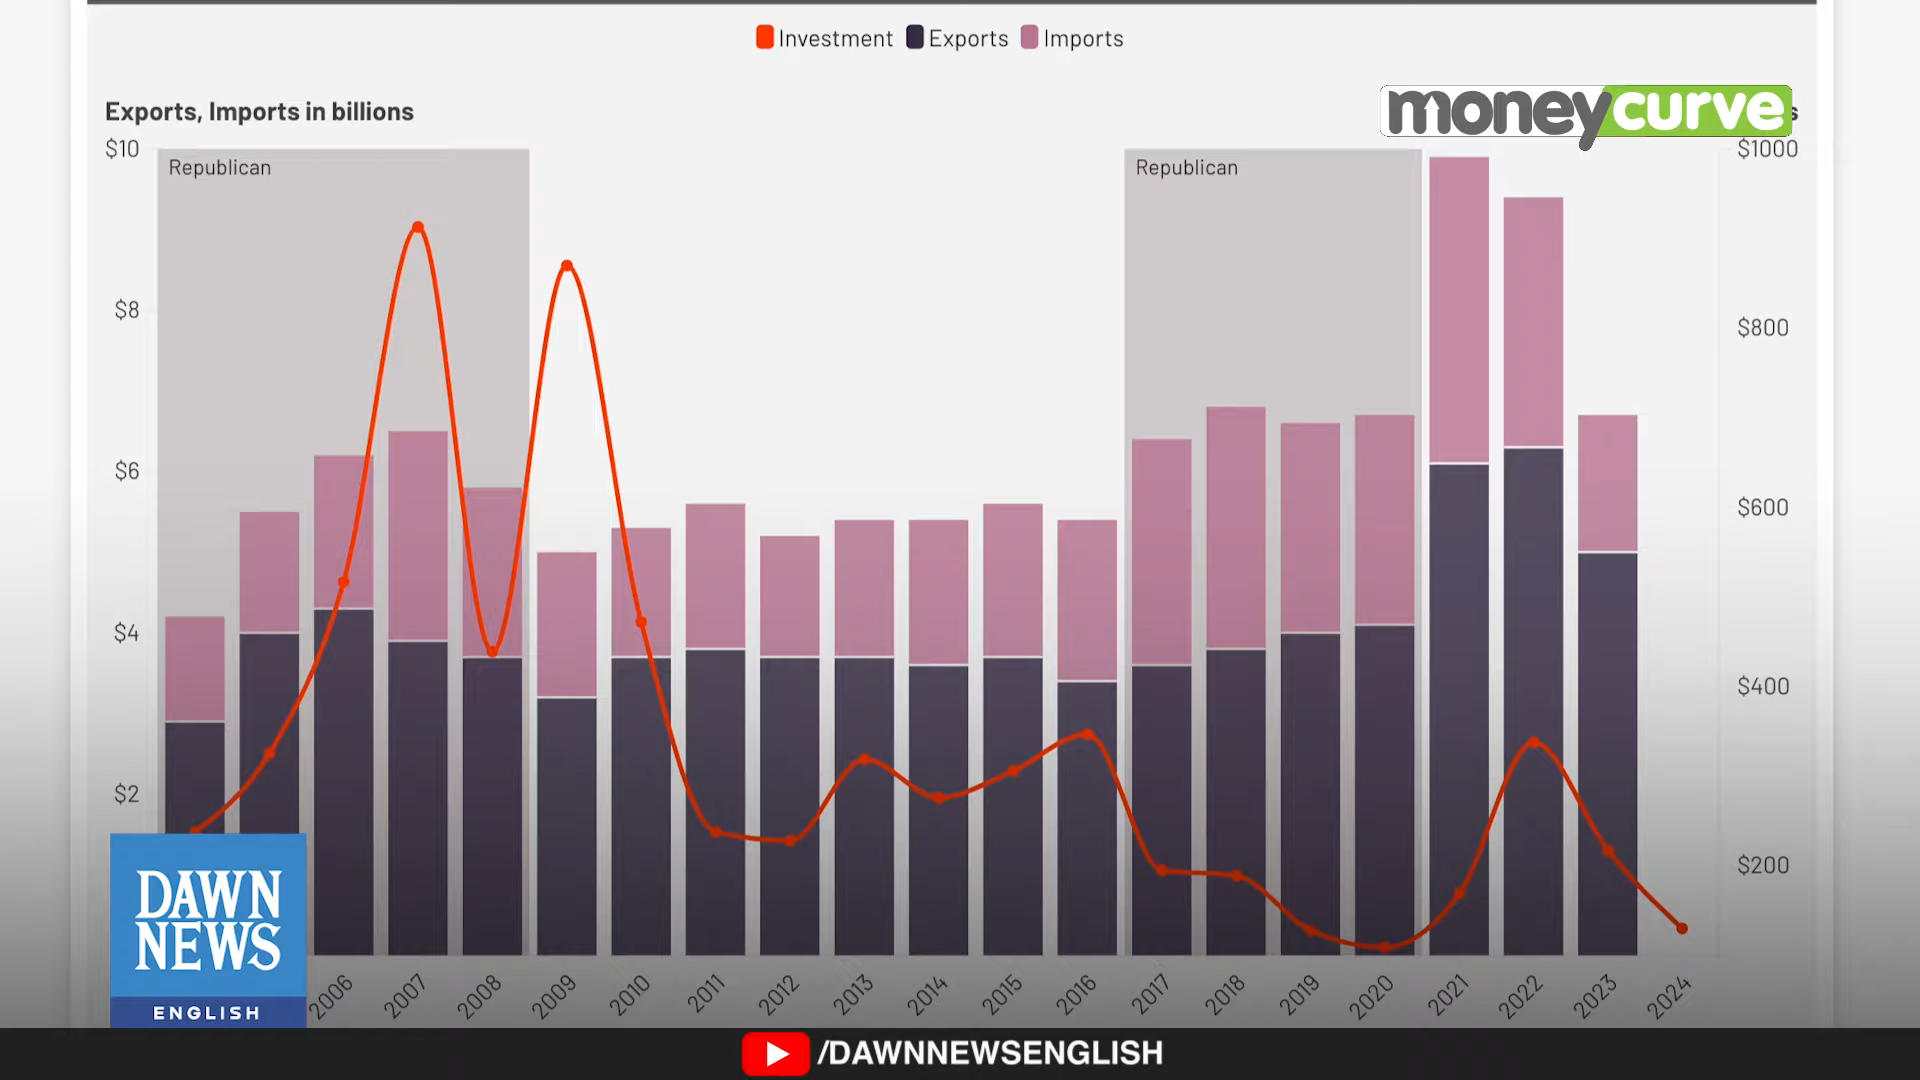 Investment Exports Imports
Exports, Imports in billions
moneycurve
$10
$1000
Republican
Republican
$8
$800
$6
$600
$4
$400
$2
$200
DAWN
NEWS
ENGLISH
2006 2007 2008 2009 2010 2011 2012 2013 2014 2015 2016 2017 2018 2019 2020 2021 2022 2023 2024
/DAWNNEWSENGLISH